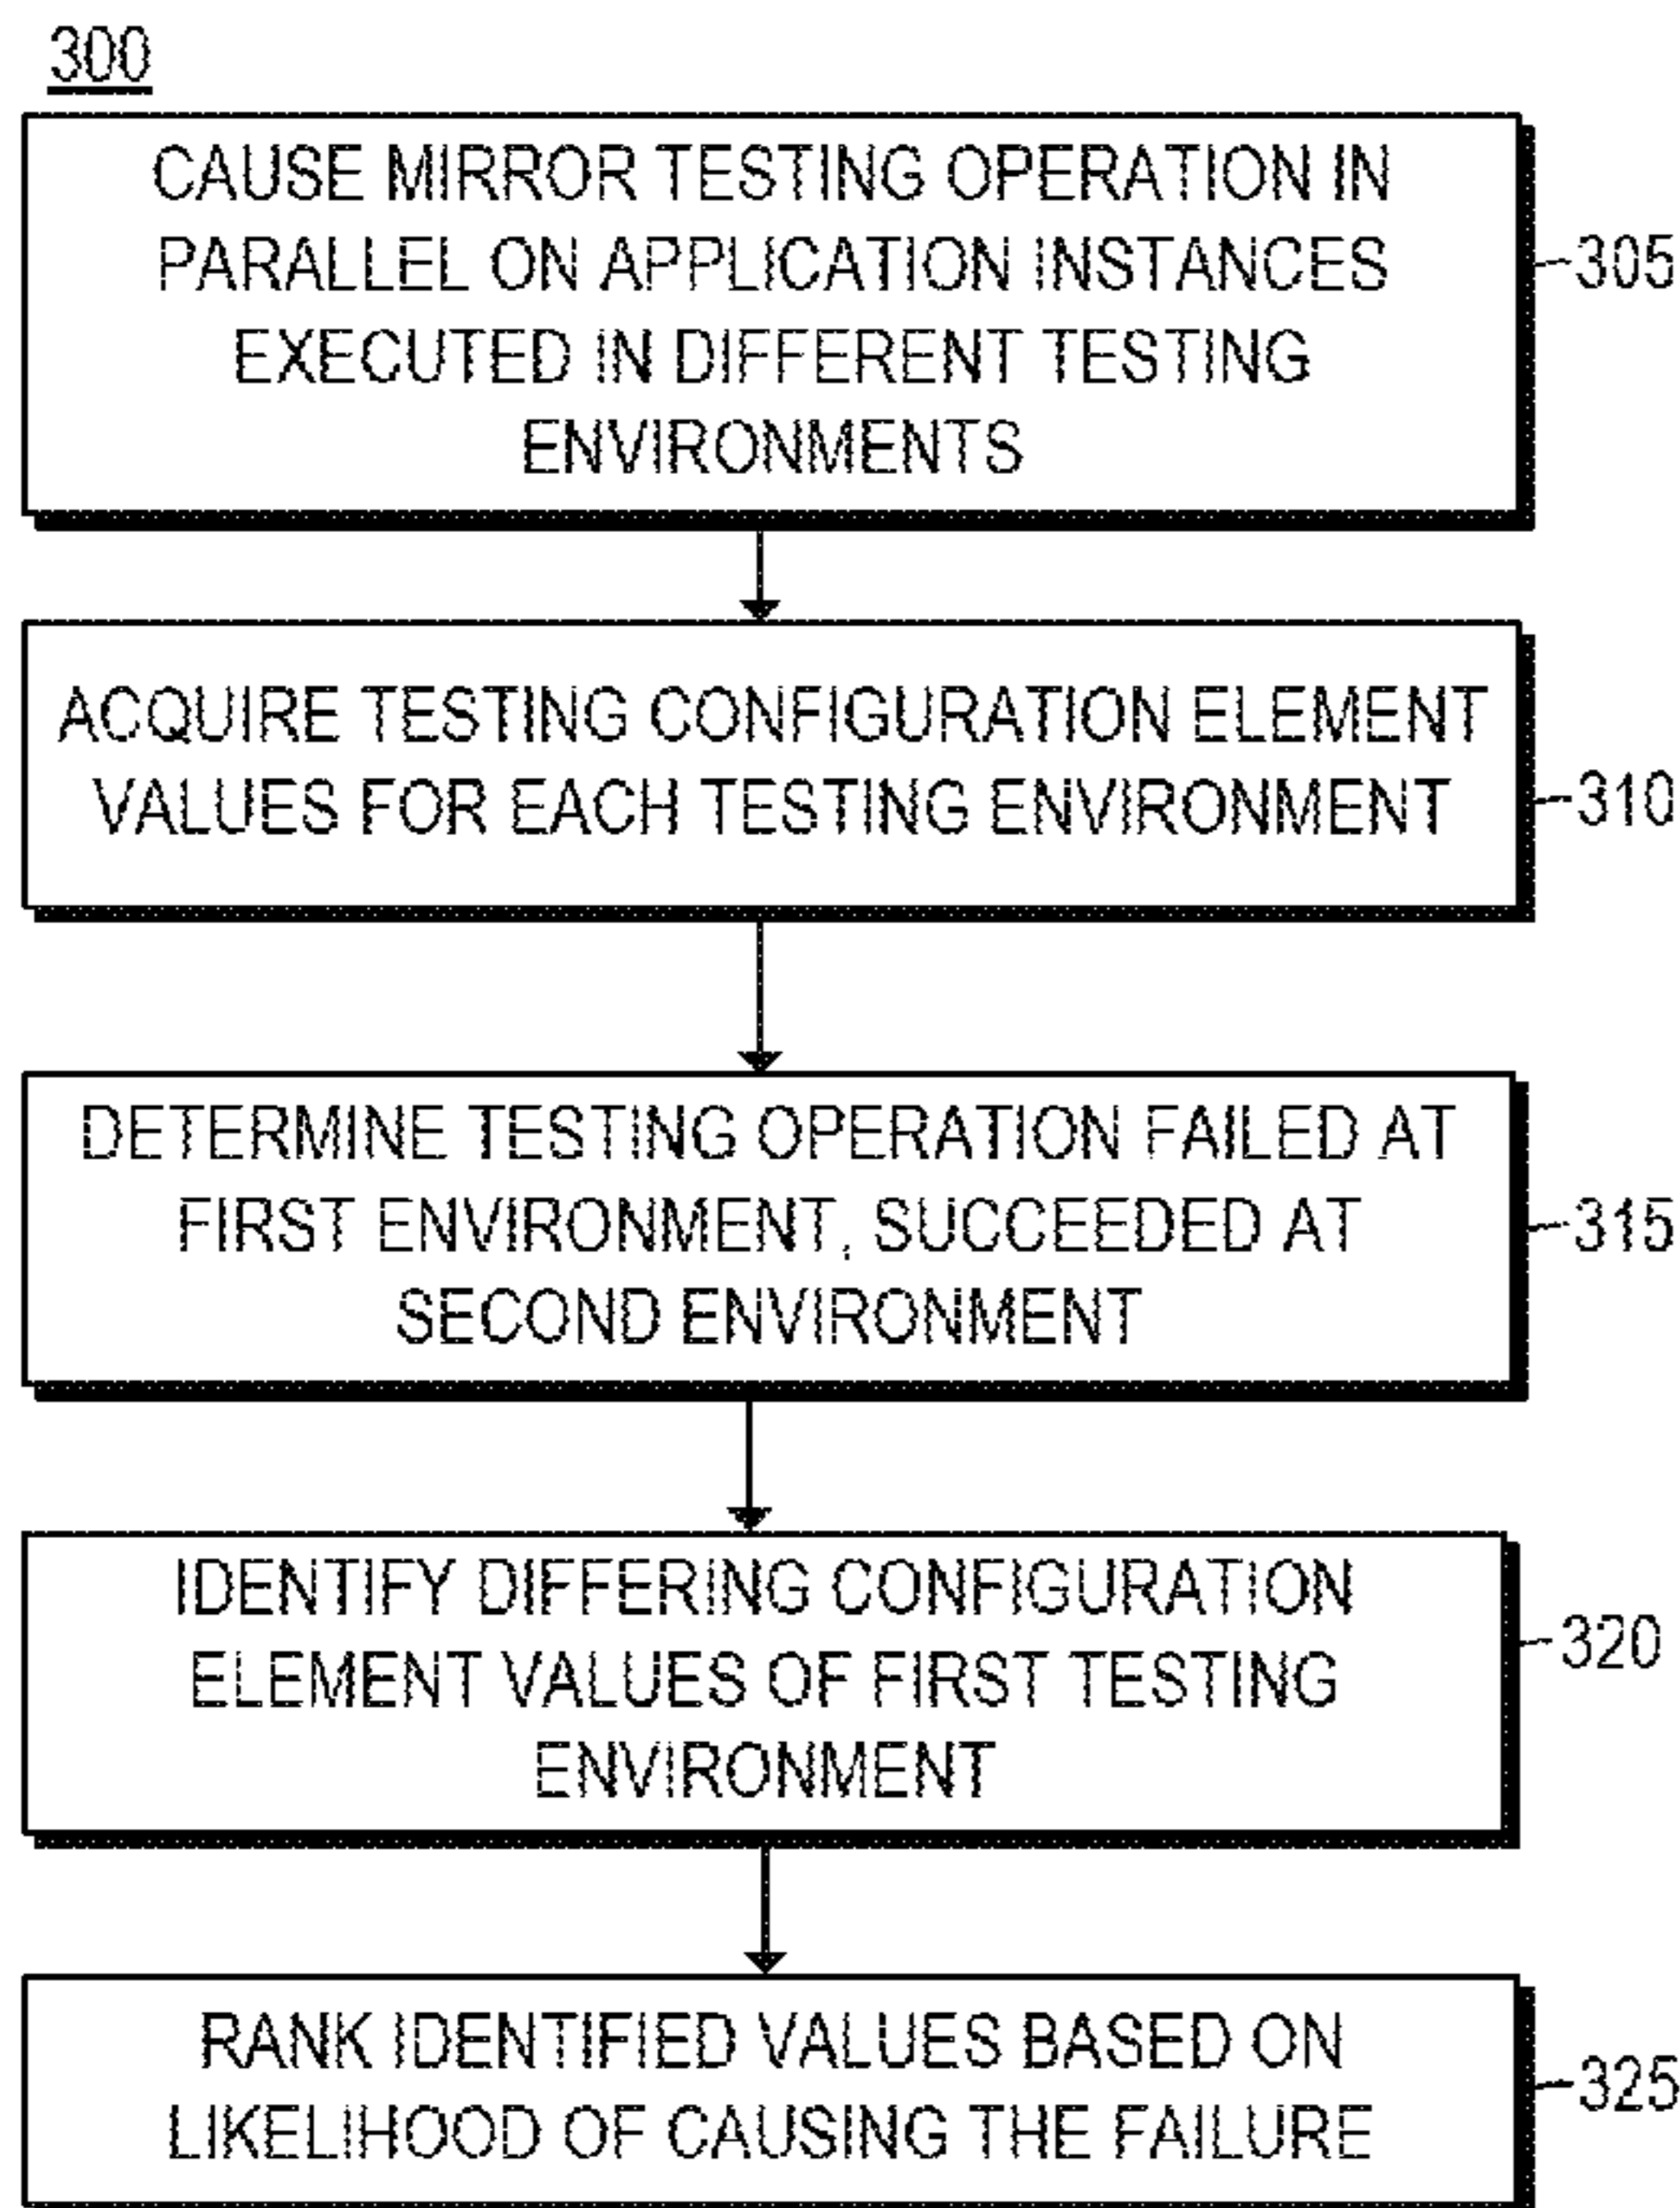 300
CAUSE MIRROR TESTING OPERATION IN
PARALLEL ON APPLICATION INSTANCES
EXECUTED IN DIFFERENT TESTING
ENVIRONMENTS
305
ACQUIRE TESTING CONFIGURATION ELEMENT
VALUES FOR EACH TESTING ENVIRONMENT
310
DETERMINE TESTING OPERATION FAILED AT
FIRST ENVIRONMENT, SUCCEEDED AT
SECOND ENVIRONMENT
315
IDENTIFY DIFFERING CONFIGURATION
ELEMENT VALUES OF FIRST TESTING
ENVIRONMENT
320
RANK IDENTIFIED VALUES BASED ON
LIKELIHOOD OF CAUSING THE FAILURE
325